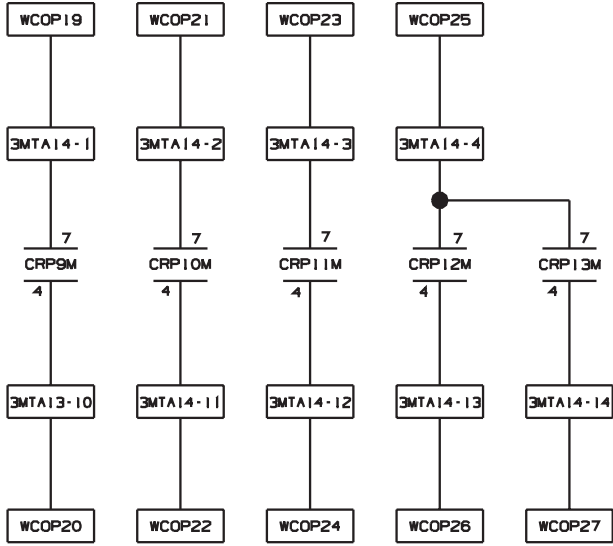 WCOP19 WCOP21 WCOP23 WCOP25
3MTA14-1 3MTA14-2 3MTA14-3 3MTA14-4
7 7 7 7 7
CRP9M CRP10M CRP11M CRP12M CRP13M
4 4 4 4 4
3MTA13-10 3MTA14-11 3MTA14-12 3MTA14-13 3MTA14-14
WCOP20 WCOP22 WCOP24 WCOP26 WCOP27